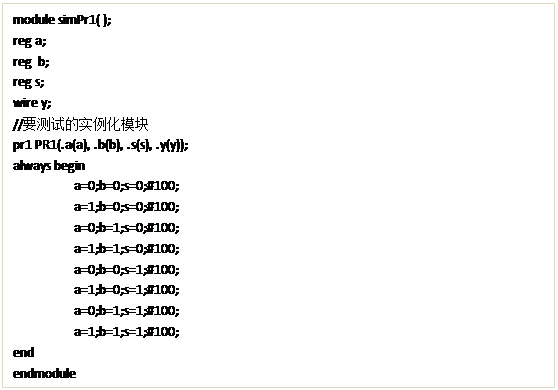 module simPr1( );
reg a;
reg  b;
reg s;
wire y;
//要测试的实例化模块
pr1 PR1(.a(a), .b(b), .s(s), .y(y));
always begin
a=0;b=0;s=0;#100;
a=1;b=0;s=0;#100;
a=0;b=1;s=0;#100;
a=1;b=1;s=0;#100;
a=0;b=0;s=1;#100;
a=1;b=0;s=1;#100;
a=0;b=1;s=1;#100;
a=1;b=1;s=1;#100;
end
endmodule